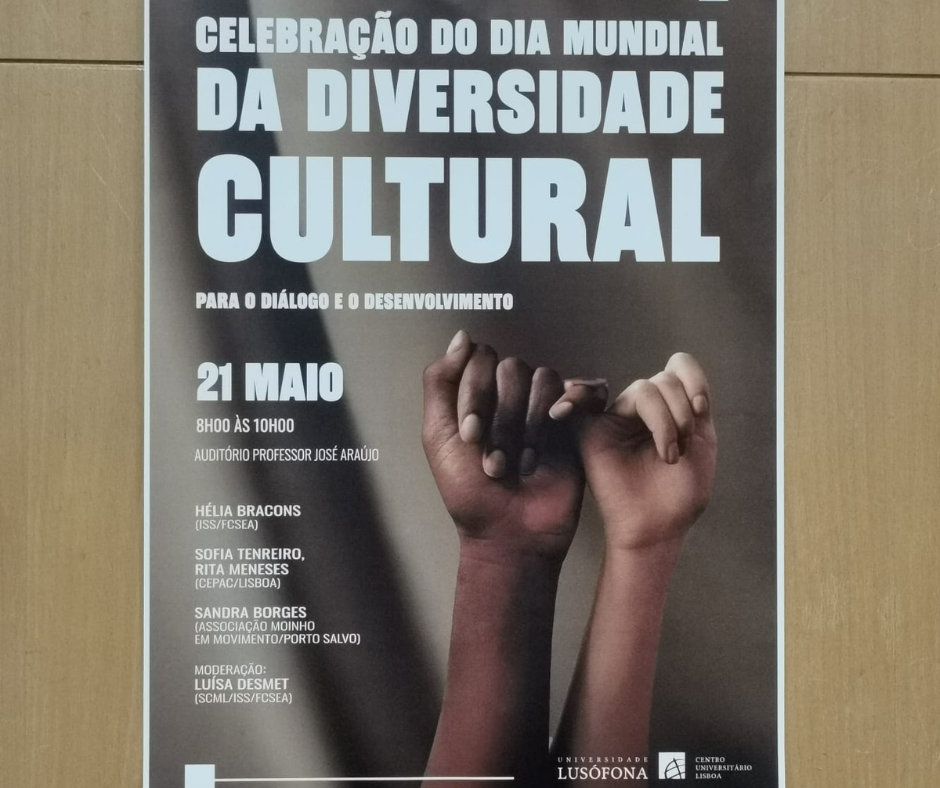 CELEBRAÇÃO DO DIA MUNDIAL
DA DIVERSIDADE
CULTURAL
PARA O DIÁLOGO E O DESENVOLVIMENTO
21 MAIO
8H00 ÀS 10H00
AUDITÓRIO PROFESSOR JOSÉ ARAÚJO
HÉLIA BRACONS
(ISS/FCSEA)
SOFIA TENREIRO,
RITA MENESES
(CEPAC/LISBOA)
SANDRA BORGES
(ASSOCIAÇÃO MOINHO
EM MOVIMENTO/PORTO SALVO)
MODERAÇÃO:
LUÍSA DESMET
(SCML/ISS/FCSEA)
UNIVERSIDADE
LUSÓFONA
CENTRO
UNIVERSITÁRIO
LISBOA